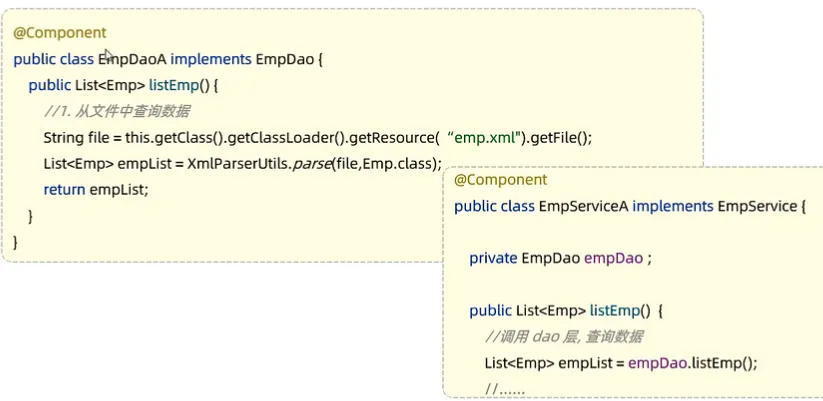 @Component
public class EmpDaoA implements EmpDao {
public List<Emp> listEmp() {
//1. 从文件中查询数据
String file = this.getClass().getClassLoader().getResource( “emp.xml").getFile();
List<Emp> empList = XmlParserUtils.parse(file,Emp.class);
return empList;
}
}
@Component
public class EmpServiceA implements EmpService {
private EmpDao empDao ;
public List<Emp> listEmp() {
//调用 dao 层, 查询数据
List<Emp> empList = empDao.listEmp();
//......